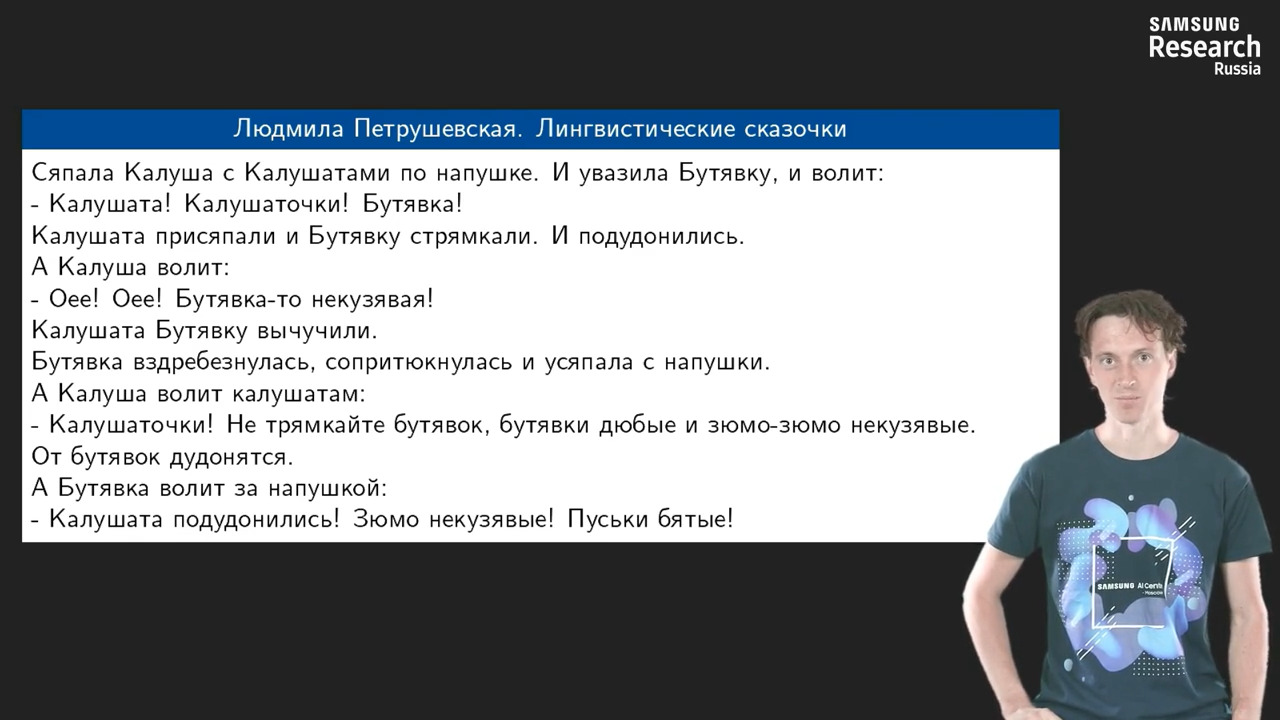 SAMSUNG
Research
Russia
Людмила Петрушевская. Лингвистические сказочки
Сяпала Калуша с Калушатами по напушке. И увазила Бутявку, и волит:
- Калушата! Калушаточки! Бутявка!
Калушата присяпали и Бутявку стрямкали. И подудонились.
А Калуша волит:
- Оее! Оее! Бутявка-то некузявая!
Калушата Бутявку вычучили.
Бутявка вздребезнулась, сопритюкнулась и усяпала с напушки.
А Калуша волит калушатам:
- Калушаточки! Не трямкайте бутявок, бутявки дюбые и зюмо-зюмо некузявые.
От бутявок дудонятся.
А Бутявка волит за напушкой:
- Калушата подудонились! Зюмо некузявые! Пуськи бятые!
SAMSUNG AI Cente
- Moscow